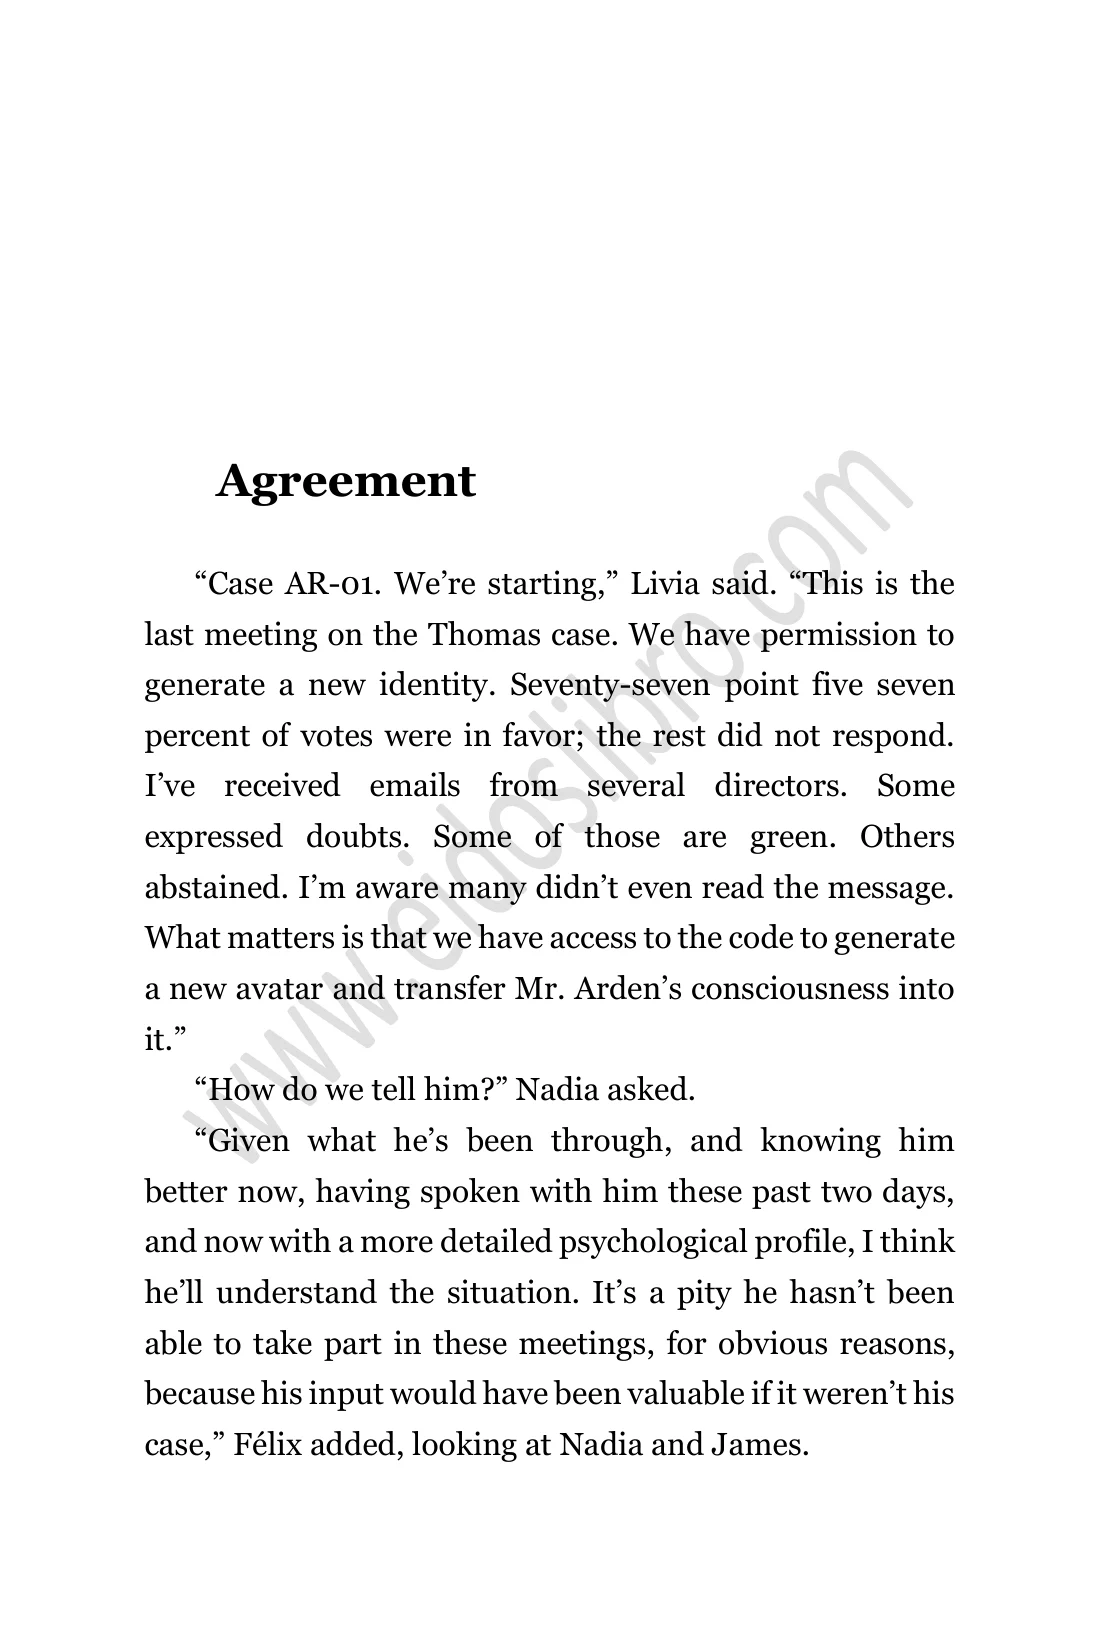 Agreement
“Case AR-01. We’re starting,” Livia said. “This is the
last meeting on the Thomas case. We have permission to
generate a new identity. Seventy-seven point five seven
percent of votes were in favor; the rest did not respond.
I’ve received emails from several directors. Some
expressed doubts. Some of those are green. Others
abstained. I’m aware many didn’t even read the message.
What matters is that we have access to the code to generate
a new avatar and transfer Mr. Arden’s consciousness into
it.”
“How do we tell him?” Nadia asked.
“Given what he’s been through, and knowing him
better now, having spoken with him these past two days,
and now with a more detailed psychological profile, I think
he’ll understand the situation. It’s a pity he hasn’t been
able to take part in these meetings, for obvious reasons,
because his input would have been valuable if it weren’t his
case,” Félix added, looking at Nadia and James.
www.eidoslibro.com